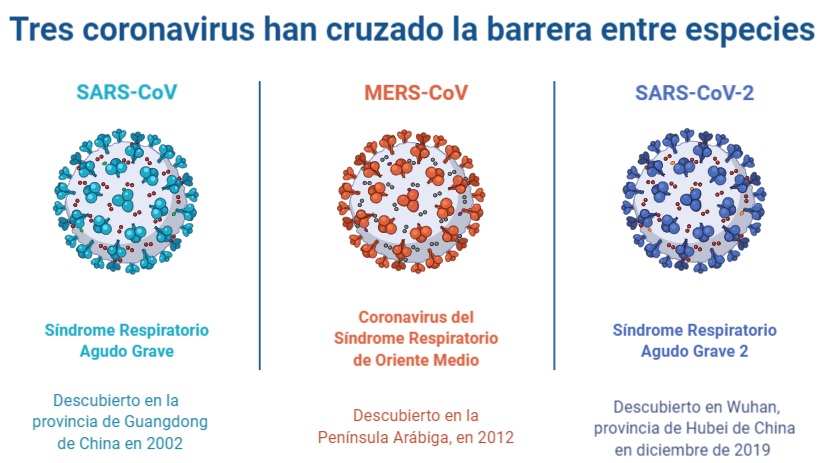 Tres coronavirus han cruzado la barrera entre especies
SARS-CoV
Síndrome Respiratorio
Agudo Grave
Descubierto en la
provincia de Guangdong
de China en 2002
MERS-CoV
Coronavirus del
Síndrome Respiratorio
de Oriente Medio
Descubierto en la
Península Arábiga, en 2012
SARS-CoV-2
Síndrome Respiratorio
Agudo Grave 2
Descubierto en Wuhan,
provincia de Hubei de China
en diciembre de 2019